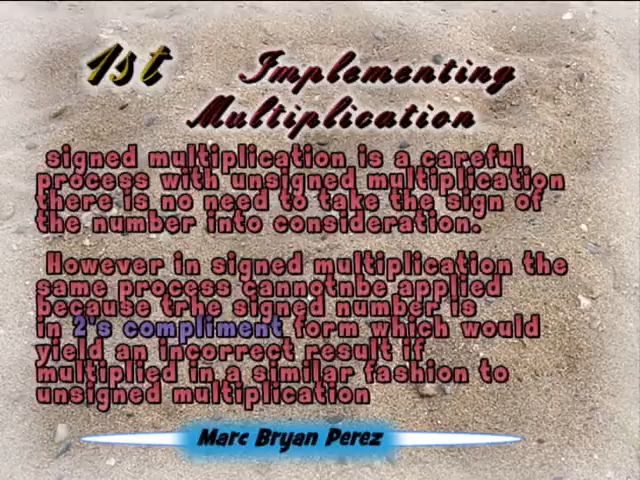 1st Implementing
Multiplication
signed multiplication is a careful
process with unsigned multiplication
there is no need to take the sign of
the number into consideration.
However in signed multiplication the
same process cannotnbe applied
because trhe signed number is
in 2's compliment form which would
yield an incorrect result if
multiplied in a similar fashion to
unsigned multiplication
Marc Bryan Perez